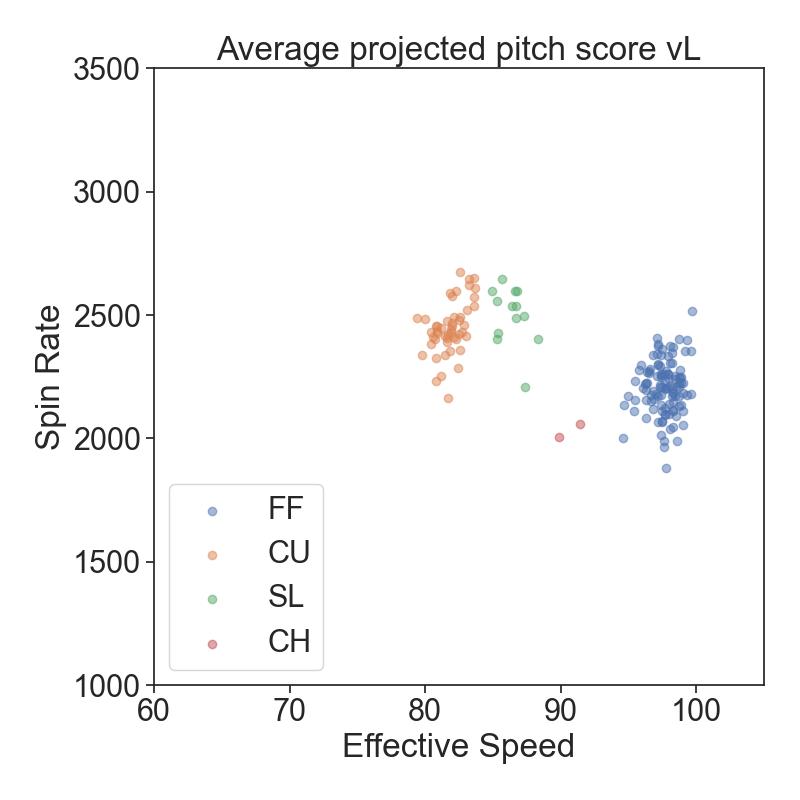 Average projected pitch score vL
3500
3000
2500
2000
1500
1000
Spin Rate
FF
CU
SL
CH
60 70 80 90 100
Effective Speed